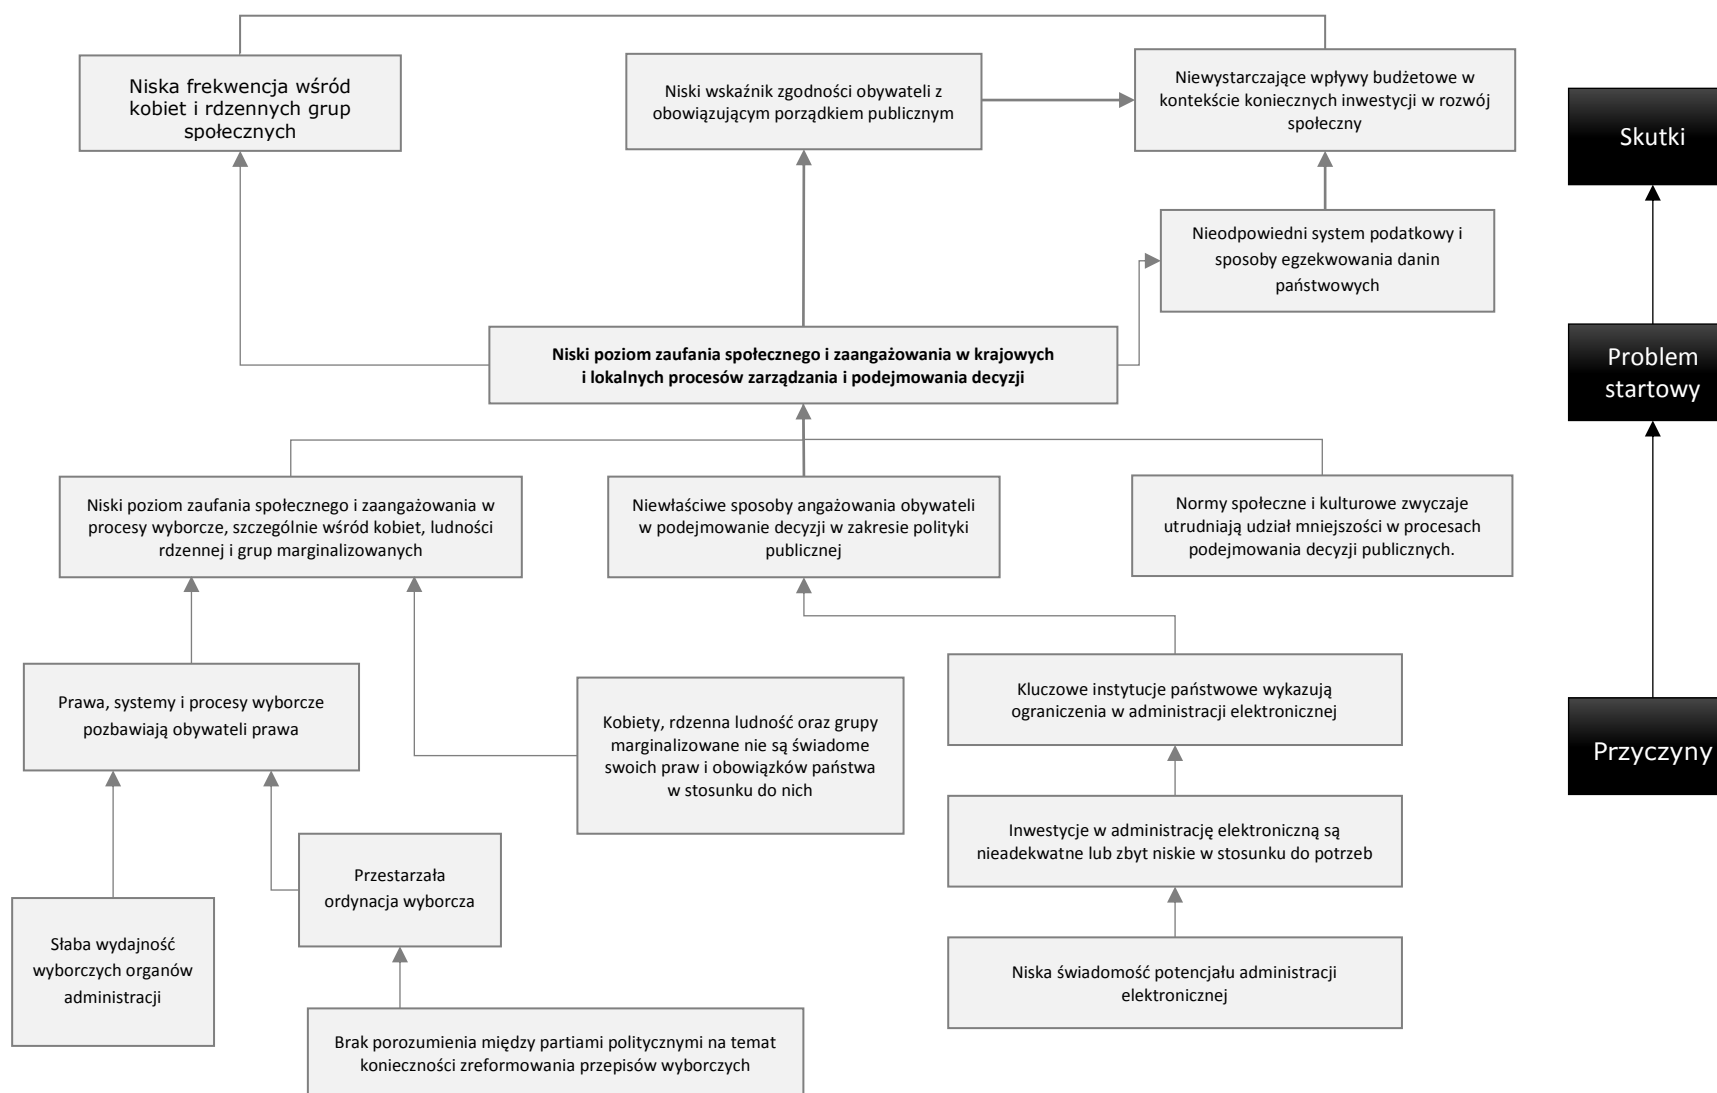 Niska frekwencja wśród
kobiet i rdzennych grup
społecznych
Niski wskaźnik zgodności obywateli z
obowiązującym porządkiem publicznym
Niewystarczające wpływy budżetowe w
kontekście koniecznych inwestycji w rozwój
społeczny
Skutki
Nieodpowiedni system podatkowy i
sposoby egzekwowania danin
państwowych
Niski poziom zaufania społecznego i zaangażowania w krajowych
i lokalnych procesów zarządzania i podejmowania decyzji
Problem
startowy
Niski poziom zaufania społecznego i zaangażowania w
procesy wyborcze, szczególnie wśród kobiet, ludności
rdzennej i grup marginalizowanych
Niewłaściwe sposoby angażowania obywateli
w podejmowanie decyzji w zakresie polityki
publicznej
Normy społeczne i kulturowe zwyczaje
utrudniają udział mniejszości w procesach
podejmowania decyzji publicznych.
Prawa, systemy i procesy wyborcze
pozbawiają obywateli prawa
Kobiety, rdzenna ludność oraz grupy
marginalizowane nie są świadome
swoich praw i obowiązków państwa
w stosunku do nich
Kluczowe instytucje państwowe wykazują
ograniczenia w administracji elektronicznej
Przyczyny
Inwestycje w administrację elektroniczną są
nieadekwatne lub zbyt niskie w stosunku do potrzeb
Przestarzała
ordynacja wyborcza
Słaba wydajność
wyborczych organów
administracji
Niska świadomość potencjału administracji
elektronicznej
Brak porozumienia między partiami politycznymi na temat
konieczności zreformowania przepisów wyborczych